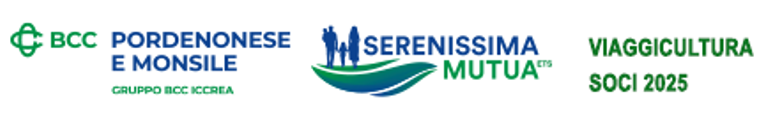 BCC PORDENONESE
E MONSILE
GRUPPO BCC ICCREA
SERENISSIMA
MUTUA ETS
VIAGGICULTURA
SOCI 2025